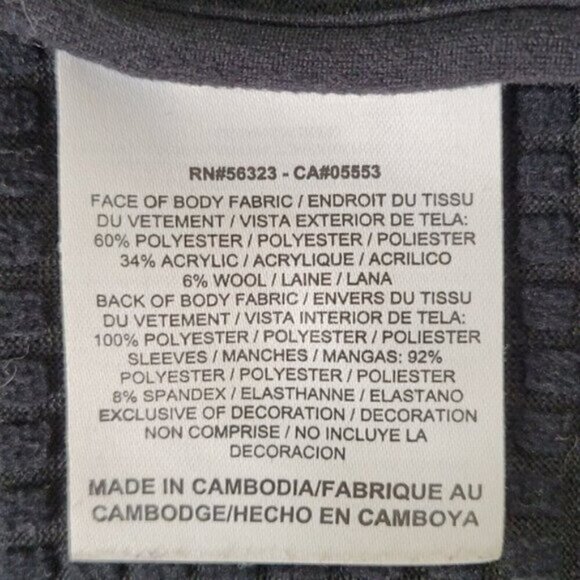 RN#56323 - CA#05553
FACE OF BODY FABRIC / ENDROIT DU TISSU
DU VETEMENT / VISTA EXTERIOR DE TELA:
60% POLYESTER / POLYESTER / POLIESTER
34% ACRYLIC / ACRYLIQUE / ACRILICO
6% WOOL / LAINE / LANA
BACK OF BODY FABRIC / ENVERS DU TISSU
DU VETEMENT / VISTA INTERIOR DE TELA:
100% POLYESTER / POLYESTER / POLIESTER
SLEEVES / MANCHES / MANGAS: 92%
POLYESTER / POLYESTER / POLIESTER
8% SPANDEX / ELASTHANNE / ELASTANO
EXCLUSIVE OF DECORATION / DECORATION
NON COMPRISE / NO INCLUYE LA
DECORACION
MADE IN CAMBODIA/FABRIQUE AU
CAMBODGE/HECHO EN CAMBOYA